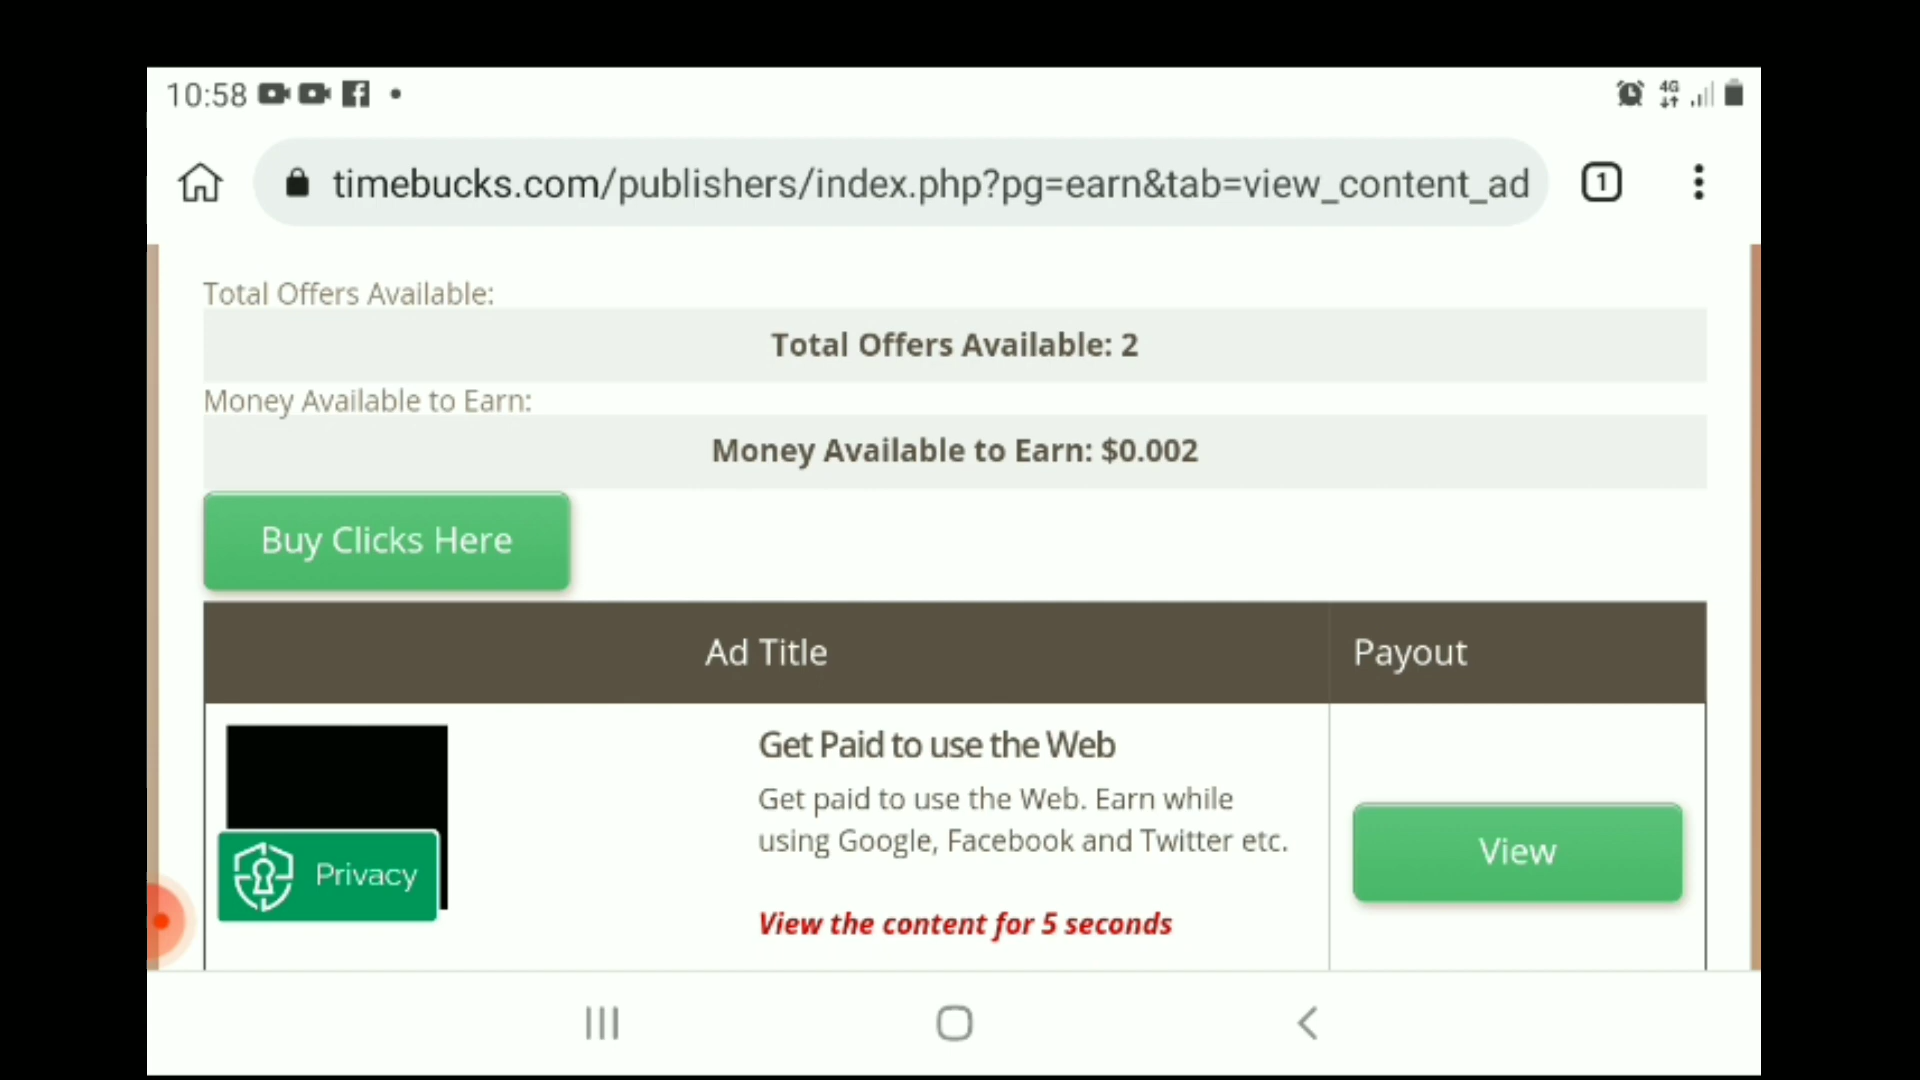 10:58
4G
timebucks.com/publishers/index.php?pg=earn&tab=view_content_ad
1
Total Offers Available:
Total Offers Available: 2
Money Available to Earn:
Money Available to Earn: $0.002
Buy Clicks Here
Ad Title
Payout
Get Paid to use the Web
Get paid to use the Web. Earn while
using Google, Facebook and Twitter etc.
View
Privacy
View the content for 5 seconds